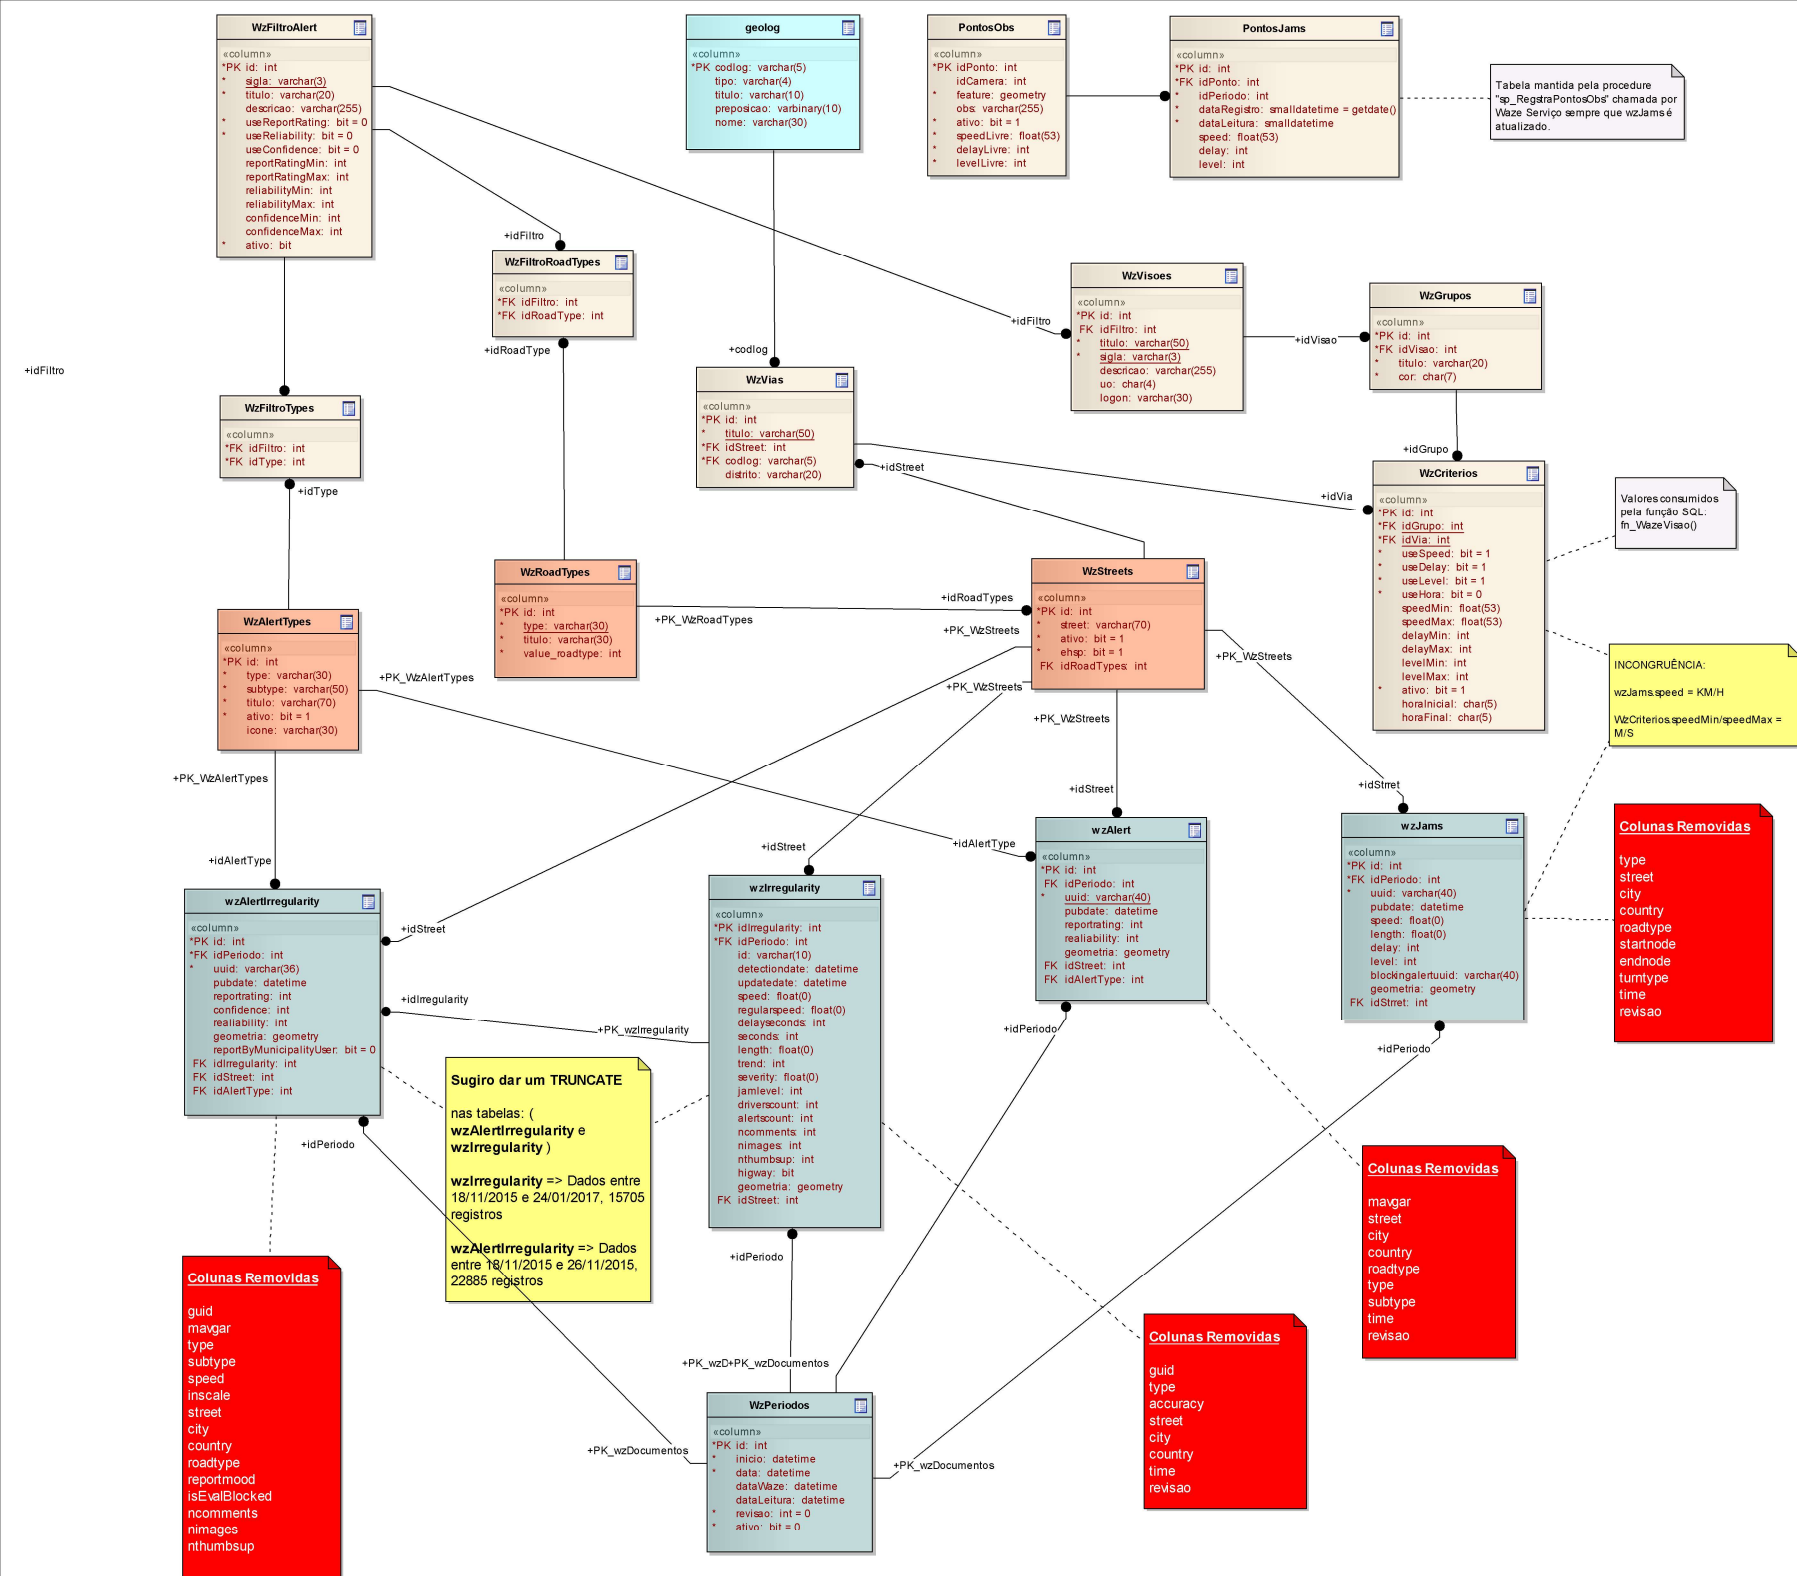 WzFiltroAlert
«column»
*PK id: int
* sigla: varchar(3)
* titulo: varchar(20)
descricao: varchar(255)
* useReportRating: bit = 0
* useReliability: bit = 0
useConfidence: bit = 0
reportRatingMin: int
reportRatingMax: int
reliabilityMin: int
reliabilityMax: int
confidenceMin: int
confidenceMax: int
* ativo: bit
geolog
«column»
*PK codlog: varchar(5)
tipo: varchar(4)
titulo: varchar(10)
preposicao: varbinary(10)
nome: varchar(30)
PontosObs
«column»
*PK idPonto: int
idCamera: int
* feature: geometry
obs: varchar(255)
* ativo: bit = 1
* speedLivre: float(53)
* delayLivre: int
* levelLivre: int
PontosJams
«column»
*PK id: int
*FK idPonto: int
* idPeriodo: int
* dataRegistro: smalldatetime = getdate()
* dataLeitura: smalldatetime
speed: float(53)
delay: int
level: int
Tabela mantida pela procedure
"sp_RegstraPontosObs" chamada por
Waze Serviço sempre que wzJams é
atualizado.
+idFiltro
WzFiltroRoadTypes
«column»
*FK idFiltro: int
*FK idRoadType: int
+idRoadType
+idFiltro
WzVisoes
«column»
*PK id: int
FK idFiltro: int
* titulo: varchar(50)
* sigla: varchar(3)
descricao: varchar(255)
uo: char(4)
logon: varchar(30)
+idVisao
WzGrupos
«column»
*PK id: int
*FK idVisao: int
* titulo: varchar(20)
* cor: char(7)
+idGrupo
+idFiltro
+codlog
WzVias
«column»
*PK id: int
* titulo: varchar(50)
*FK idStreet: int
*FK codlog: varchar(5)
distrito: varchar(20)
+idStreet
+idVia
WzFiltroTypes
«column»
*FK idFiltro: int
*FK idType: int
+idType
WzCriterios
«column»
*PK id: int
*FK idGrupo: int
*FK idVia: int
* useSpeed: bit = 1
* useDelay: bit = 1
* useLevel: bit = 1
* useHora: bit = 0
speedMin: float(53)
speedMax: float(53)
delayMin: int
delayMax: int
levelMin: int
levelMax: int
* ativo: bit = 1
horaInicial: char(5)
horaFinal: char(5)
Valores consumidos
pela função SQL:
fn_WazeVisao()
INCONGRUÊNCIA:
wzJams.speed = KM/H
WzCriterios.speedMin/speedMax =
M/S
WzRoadTypes
«column»
*PK id: int
* type: varchar(30)
* titulo: varchar(30)
* value_roadtype: int
+PK_WzRoadTypes
+idRoadTypes
WzStreets
«column»
*PK id: int
* street: varchar(70)
* ativo: bit = 1
* ehsp: bit = 1
FK idRoadTypes: int
+PK_WzStreets
+PK_WzStreets
+PK_WzStreets
+PK_WzStreets
WzAlertTypes
«column»
*PK id: int
* type: varchar(30)
* subtype: varchar(50)
* titulo: varchar(70)
* ativo: bit = 1
icone: varchar(30)
+PK_WzAlertTypes
+PK_WzAlertTypes
+idAlertType
+idAlertType
+idStreet
+idStreet
+idStrret
+idStreet
wzAlertIrregularity
«column»
*PK id: int
*FK idPeriodo: int
* uuid: varchar(36)
pubdate: datetime
reportrating: int
confidence: int
realiability: int
geometria: geometry
reportByMunicipalityUser: bit = 0
FK idIrregularity: int
FK idStreet: int
FK idAlertType: int
+idIrregularity
+PK_wzIrregularity
+idPeriodo
wzIrregularity
«column»
*PK idIrregularity: int
*FK idPeriodo: int
id: varchar(10)
detectiondate: datetime
updatedate: datetime
speed: float(0)
regularspeed: float(0)
delayseconds: int
seconds: int
length: float(0)
trend: int
severity: float(0)
jamlevel: int
driverscount: int
alertscount: int
ncomments: int
nimages: int
nthumbsup: int
higway: bit
geometria: geometry
FK idStreet: int
+idPeriodo
wzAlert
«column»
*PK id: int
FK idPeriodo: int
* uuid: varchar(40)
pubdate: datetime
reportrating: int
realiability: int
geometria: geometry
FK idStreet: int
FK idAlertType: int
+idPeriodo
wzJams
«column»
*PK id: int
*FK idPeriodo: int
* uuid: varchar(40)
pubdate: datetime
speed: float(0)
length: float(0)
delay: int
level: int
blockingalertuuid: varchar(40)
geometria: geometry
FK idStrret: int
+idPeriodo
Colunas Removidas
type
street
city
country
roadtype
startnode
endnode
turntype
time
revisao
Sugiro dar um TRUNCATE
nas tabelas: (
wzAlertIrregularity e
wzIrregularity )
wzIrregularity => Dados entre
18/11/2015 e 24/01/2017, 15705
registros
wzAlertIrregularity => Dados
entre 18/11/2015 e 26/11/2015,
22885 registros
Colunas Removidas
mavgar
street
city
country
roadtype
type
subtype
time
revisao
Colunas Removidas
guid
mavgar
type
subtype
speed
inscale
street
city
country
roadtype
reportmood
isEvalBlocked
ncomments
nimages
nthumbsup
Colunas Removidas
guid
type
accuracy
street
city
country
time
revisao
+PK_wzD+PK_wzDocumentos
+PK_wzDocumentos
+PK_wzDocumentos
WzPeriodos
«column»
*PK id: int
* inicio: datetime
* data: datetime
dataWaze: datetime
dataLeitura: datetime
* revisao: int = 0
* ativo: bit = 0